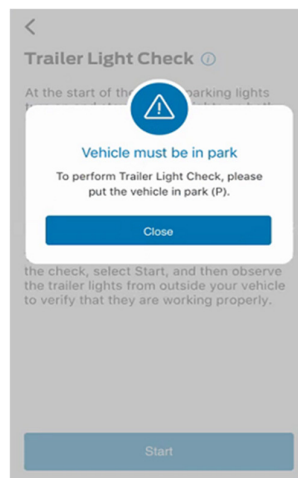 Trailer Light Check
At the start of the parking lights
Vehicle must be in park
To perform Trailer Light Check, please
put the vehicle in park (P).
Close
the check, select Start, and then observe
the trailer lights from outside your vehicle
to verify that they are working properly.
Start